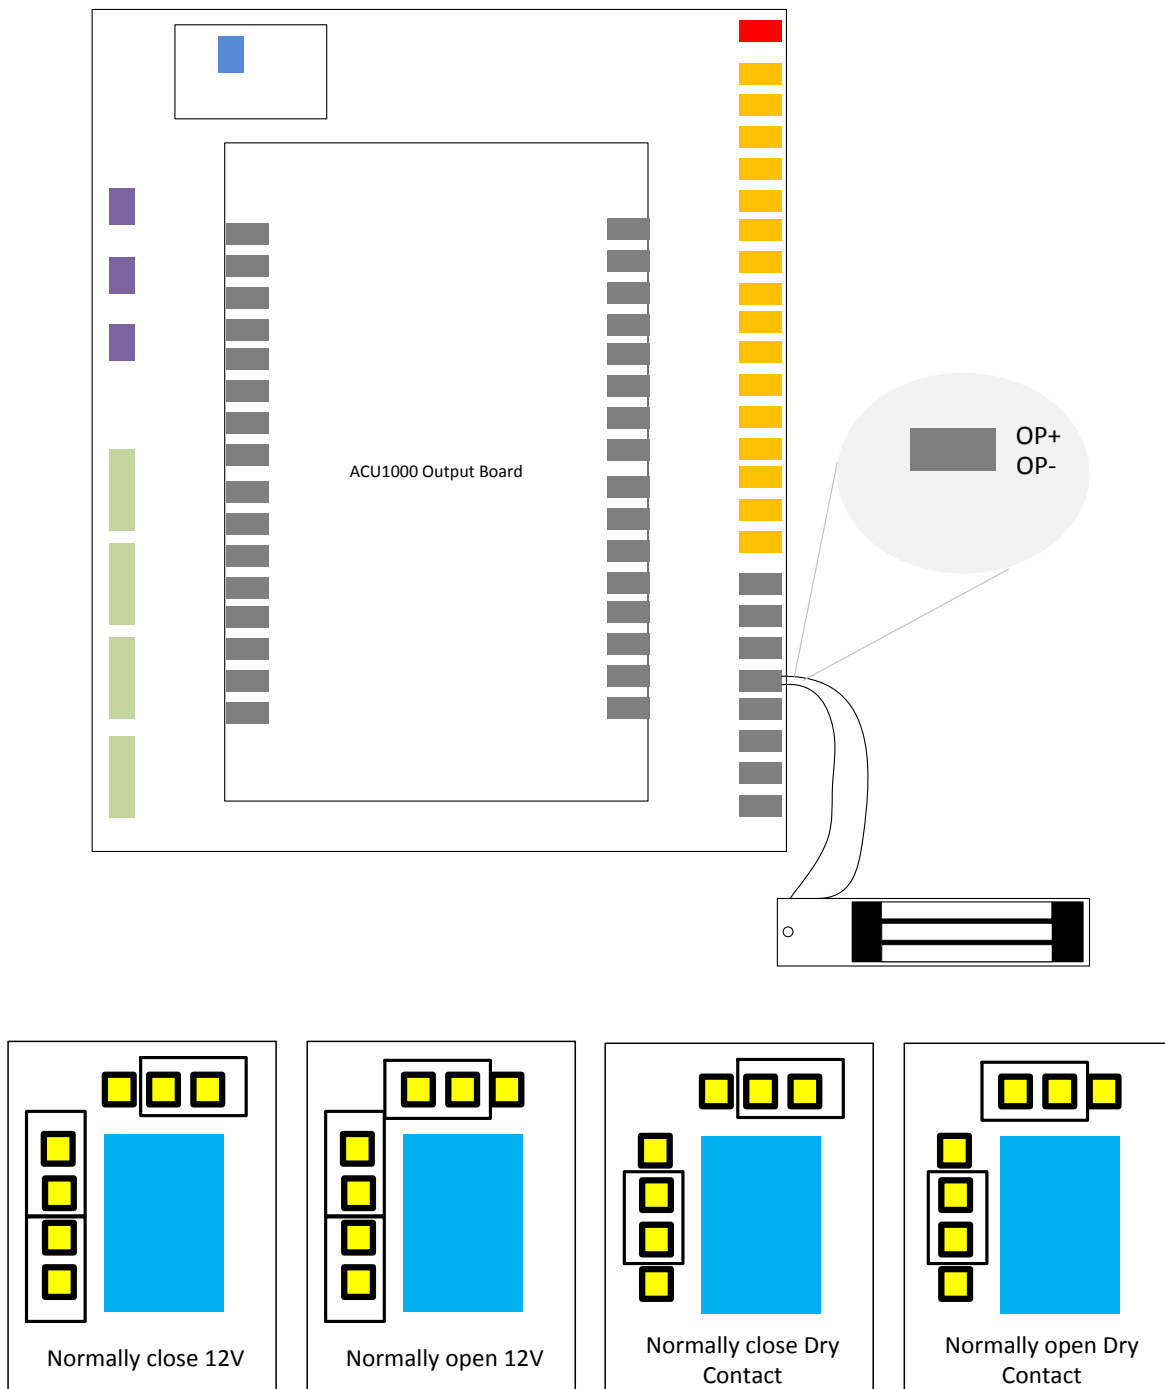 OP+
OP-
ACU1000 Output Board
Normally close 12V
Normally open 12V
Normally close Dry
Contact
Normally open Dry
Contact